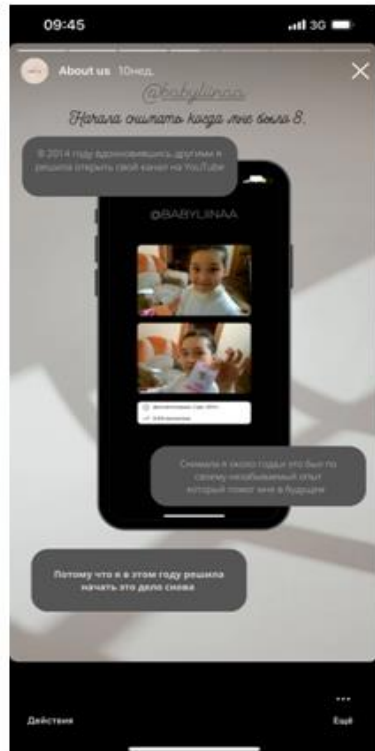 09:45
3G
About us 10нед.
@babyliinaa
Начала снимать когда мне было 8.
В 2014 году вдохновившись другими я
решила открыть свой канал на YouTube
@BABYLIINAA
Снимала я около года,и это был по
своему незабываемый опыт
который помог мне в будущем
Потому что я в этом году решила
начать это дело снова
Действия
Ещё